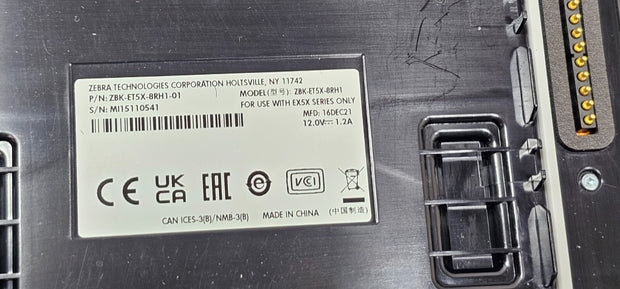 ZEBRA TECHNOLOGIES CORPORATION HOLTSVILLE, NY 11742
P/N: ZBK-ET5X-8RH1-01 MODEL(型号): ZBK-ET5X-8RH1
S/N: MI15110541 FOR USE WITH EX5X SERIES ONLY
MFD: 16DEC21
12.0V⎓1.2A
CE UK CA EAC VCCI
CAN ICES-3(B)/NMB-3(B) MADE IN CHINA (中国制造)